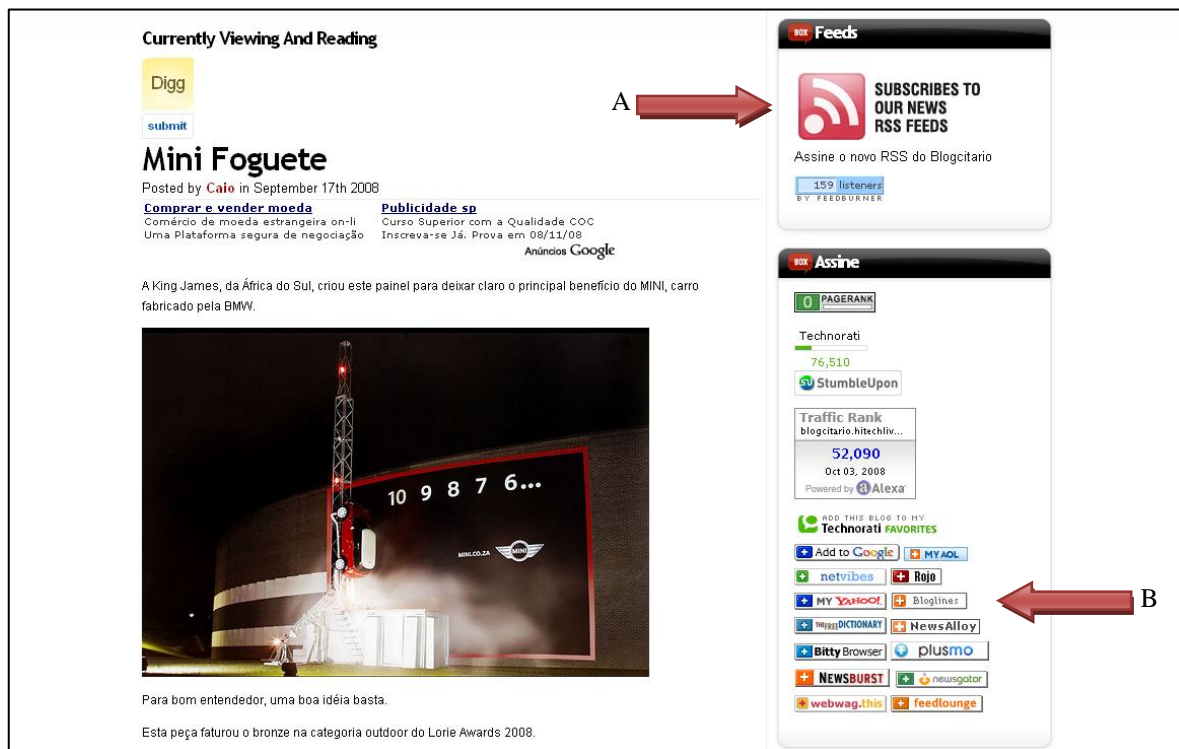 Currently Viewing And Reading
Digg
submit
Mini Foguete
Posted by Caio in September 17th 2008
Comprar e vender moeda
Comércio de moeda estrangeira on-li
Uma Plataforma segura de negociação
Publicidade sp
Curso Superior com a Qualidade COC
Inscreva-se Já. Prova em 08/11/08
Anúncios Google
A King James, da África do Sul, criou este painel para deixar claro o principal benefício do MINI, carro
fabricado pela BMW.
10 9 8 7 6...
MINI.CO.ZA
MINI
Para bom entendedor, uma boa idéia basta.
Esta peça faturou o bronze na categoria outdoor do Lorie Awards 2008.
A
BOX Feeds
SUBSCRIBES TO
OUR NEWS
RSS FEEDS
Assine o novo RSS do Blogcitario
159 listeners
BY FEEDBURNER
BOX Assine
0 PAGERANK
Technorati
76,510
StumbleUpon
Traffic Rank
blogcitario.hitechliv...
52,090
Oct 03, 2008
Powered by Alexa
ADD THIS BLOG TO MY
Technorati FAVORITES
Add to Google
MY AOL
netvibes
Rojo
MY YAHOO!
Bloglines
B
THE FREE DICTIONARY
NewsAlloy
Bitty Browser
plusmo
NEWSBURST
newsgator
webwag.this
feedlounge